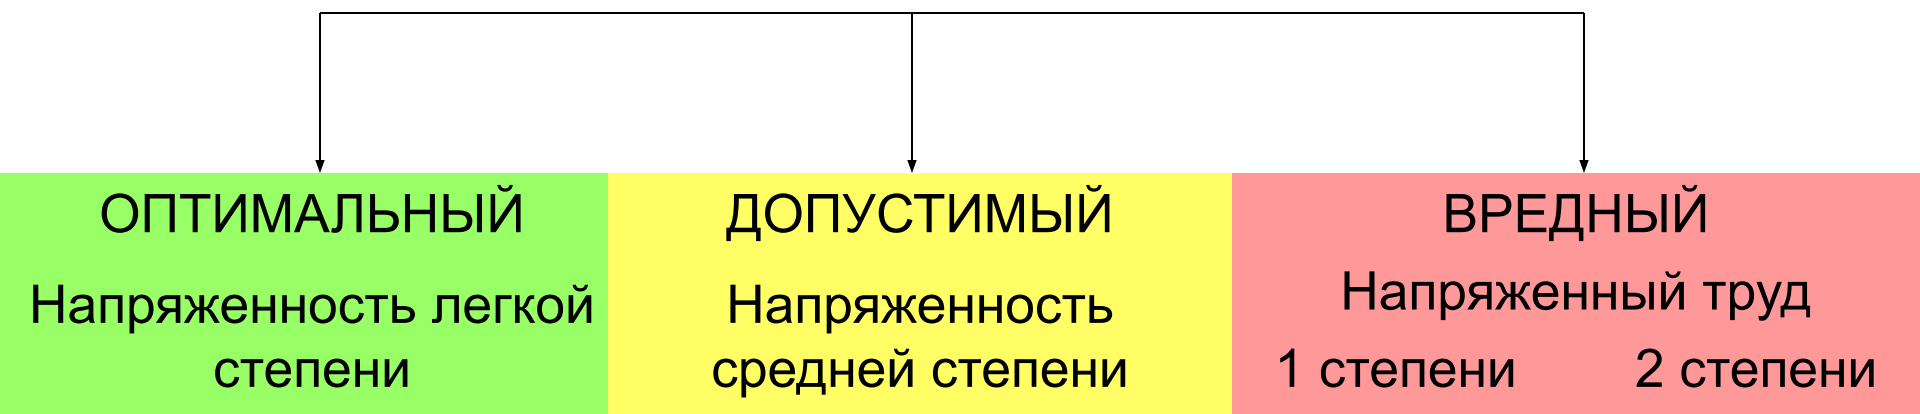 ОПТИМАЛЬНЫЙ
Напряженность легкой
степени
ДОПУСТИМЫЙ
Напряженность
средней степени
ВРЕДНЫЙ
Напряженный труд
1 степени 2 степени